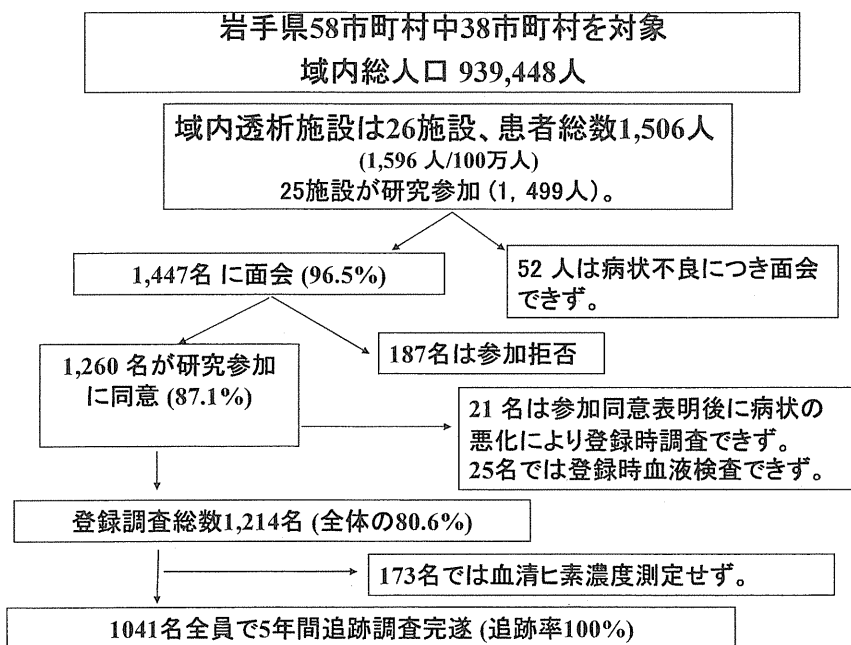 岩手県58市町村中38市町村を対象
域内総人口 939,448人
域内透析施設は26施設、患者総数1,506人
(1,596 人/100万人)
25施設が研究参加 (1, 499人)。
1,447名 に面会 (96.5%)
52 人は病状不良につき面会
できず。
1,260 名が研究参加
に同意 (87.1%)
187名は参加拒否
21 名は参加同意表明後に病状の
悪化により登録時調査できず。
25名では登録時血液検査できず。
登録調査総数1,214名 (全体の80.6%)
173名では血清ヒ素濃度測定せず。
1041名全員で5年間追跡調査完遂 (追跡率100%)